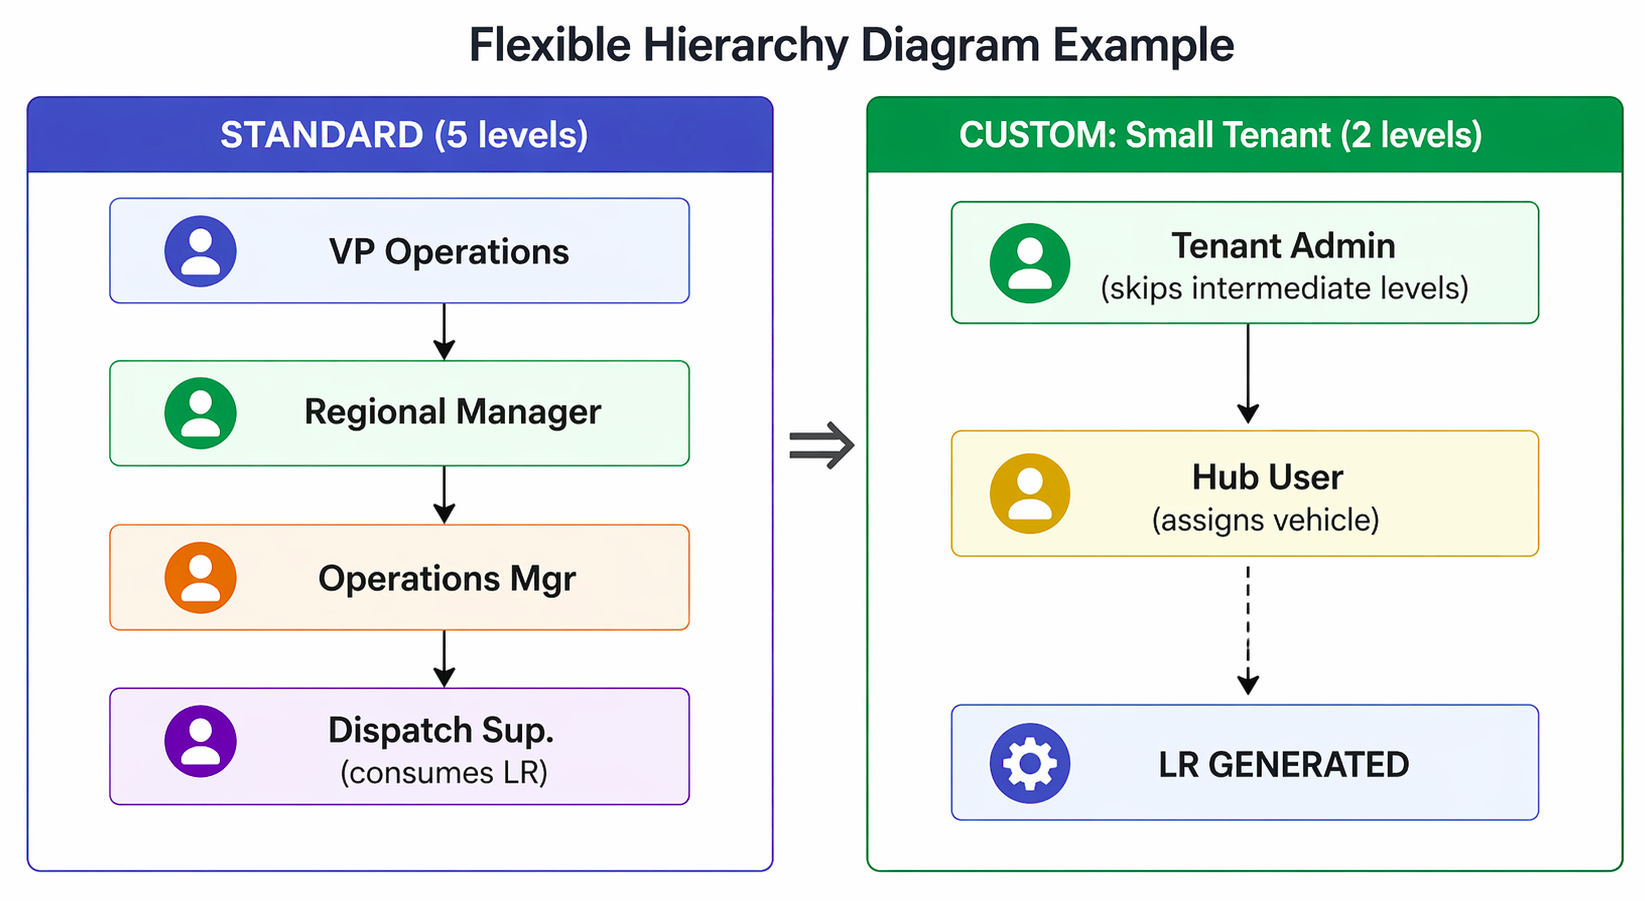 Flexible Hierarchy Diagram Example
STANDARD (5 levels)
VP Operations
Regional Manager
Operations Mgr
Dispatch Sup.
(consumes LR)
⇒
CUSTOM: Small Tenant (2 levels)
Tenant Admin
(skips intermediate levels)
Hub User
(assigns vehicle)
LR GENERATED